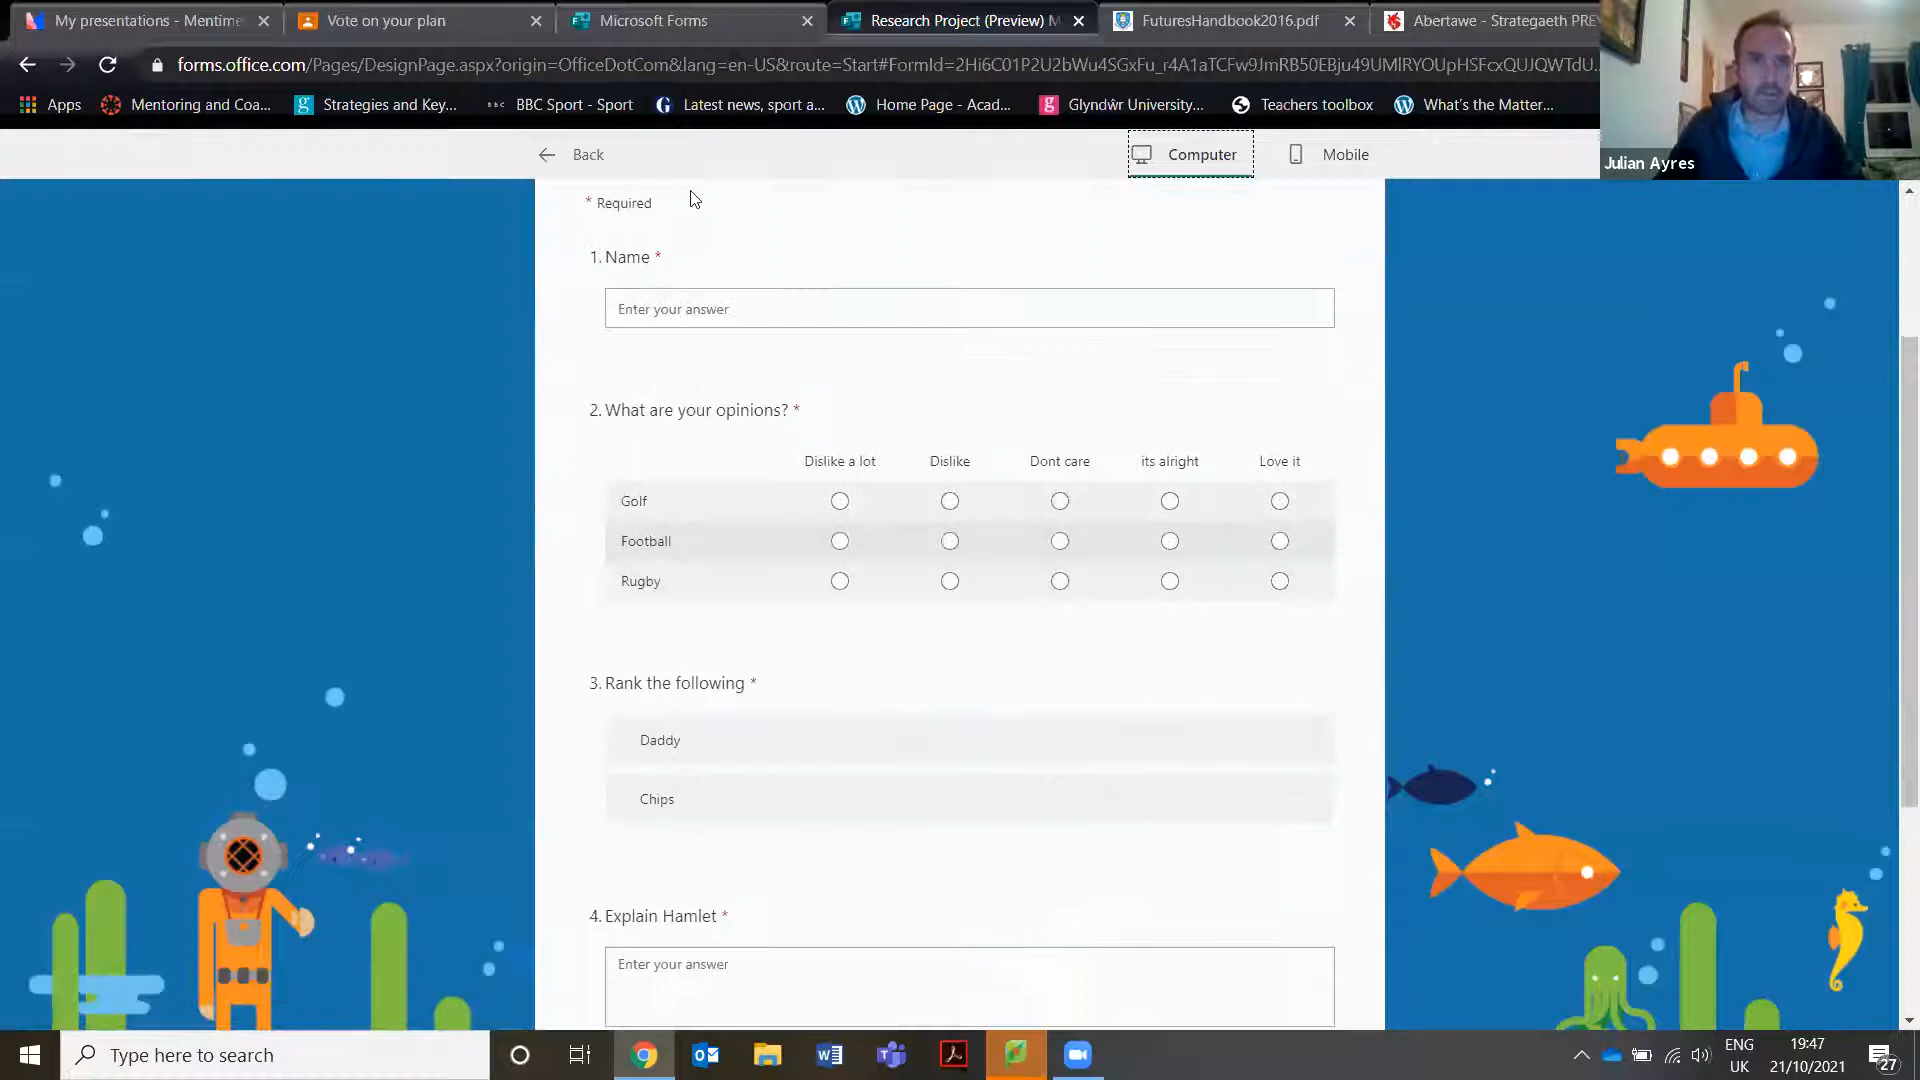 My presentations - Mentime
Vote on your plan
Microsoft Forms
Research Project (Preview) M
FuturesHandbook2016.pdf
Abertawe - Strategaeth PRE
forms.office.com/Pages/DesignPage.aspx?origin=OfficeDotCom&lang=en-US&route=Start#FormId=2Hi6C01P2U2bWu4SGxFu_r4A1aTCFw9JmRB50EBju49UMlRYOUpHSFcxQUJQWTdU...
Apps
Mentoring and Coa...
Strategies and Key...
BBC BBC Sport - Sport
Latest news, sport a...
Home Page - Acad...
Glyndŵr University...
Teachers toolbox
What's the Matter...
Julian Ayres
Back
Computer
Mobile
* Required
1. Name *
Enter your answer
2. What are your opinions? *
Dislike a lot Dislike Dont care its alright Love it
Golf
Football
Rugby
3. Rank the following *
Daddy
Chips
4. Explain Hamlet *
Enter your answer
Type here to search
ENG
UK
19:47
21/10/2021
27